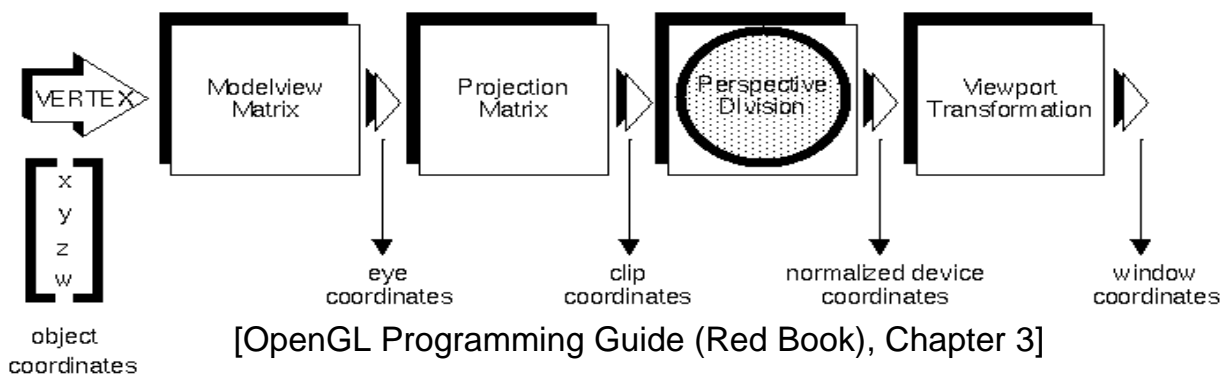 VERTEX
x
y
z
w
object
coordinates
Modelview
Matrix
eye
coordinates
Projection
Matrix
clip
coordinates
Perspective
Division
normalized device
coordinates
Viewport
Transformation
window
coordinates
[OpenGL Programming Guide (Red Book), Chapter 3]